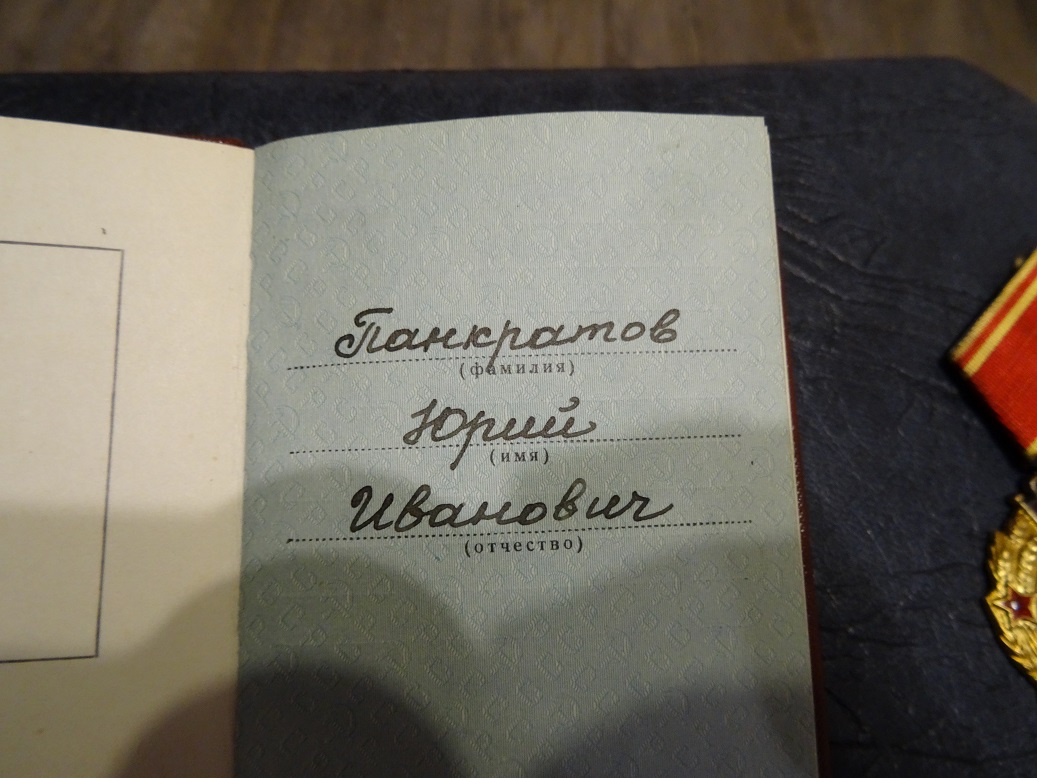 Панкратов
(фамилия)
Юрий
(имя)
Иванович
(отчество)